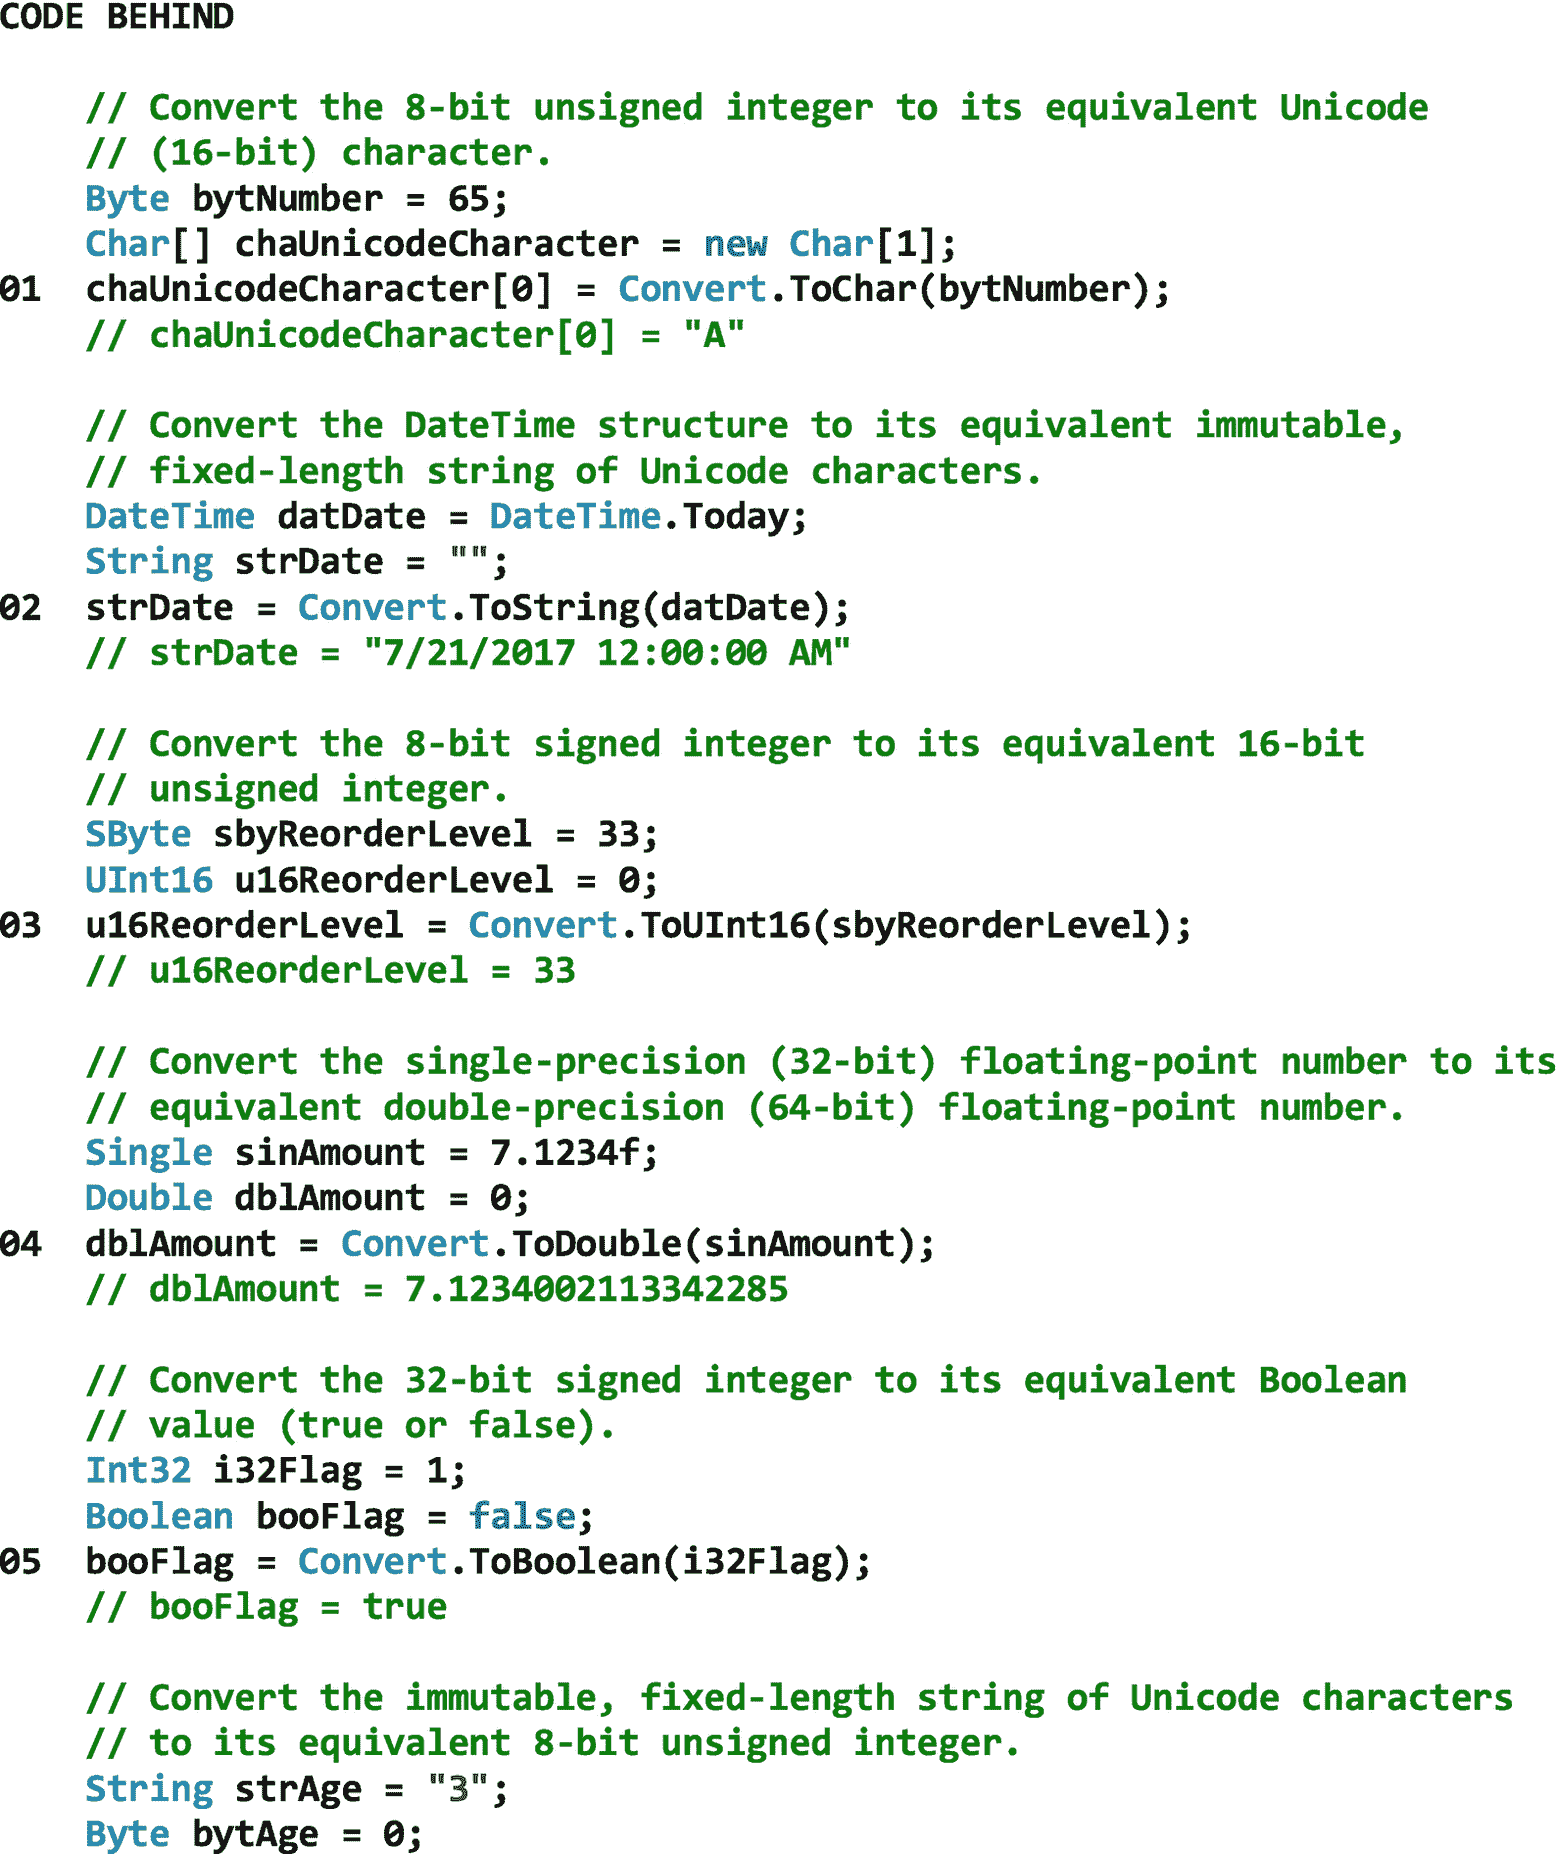 CODE BEHIND
// Convert the 8-bit unsigned integer to its equivalent Unicode
// (16-bit) character.
Byte bytNumber = 65;
Char[] chaUnicodeCharacter = new Char[1];
01 chaUnicodeCharacter[0] = Convert.ToChar(bytNumber);
// chaUnicodeCharacter[0] = "A"
// Convert the DateTime structure to its equivalent immutable,
// fixed-length string of Unicode characters.
DateTime datDate = DateTime.Today;
String strDate = "";
02 strDate = Convert.ToString(datDate);
// strDate = "7/21/2017 12:00:00 AM"
// Convert the 8-bit signed integer to its equivalent 16-bit
// unsigned integer.
SByte sbyReorderLevel = 33;
UInt16 u16ReorderLevel = 0;
03 u16ReorderLevel = Convert.ToUInt16(sbyReorderLevel);
// u16ReorderLevel = 33
// Convert the single-precision (32-bit) floating-point number to its
// equivalent double-precision (64-bit) floating-point number.
Single sinAmount = 7.1234f;
Double dblAmount = 0;
04 dblAmount = Convert.ToDouble(sinAmount);
// dblAmount = 7.1234002113342285
// Convert the 32-bit signed integer to its equivalent Boolean
// value (true or false).
Int32 i32Flag = 1;
Boolean booFlag = false;
05 booFlag = Convert.ToBoolean(i32Flag);
// booFlag = true
// Convert the immutable, fixed-length string of Unicode characters
// to its equivalent 8-bit unsigned integer.
String strAge = "3";
Byte bytAge = 0;